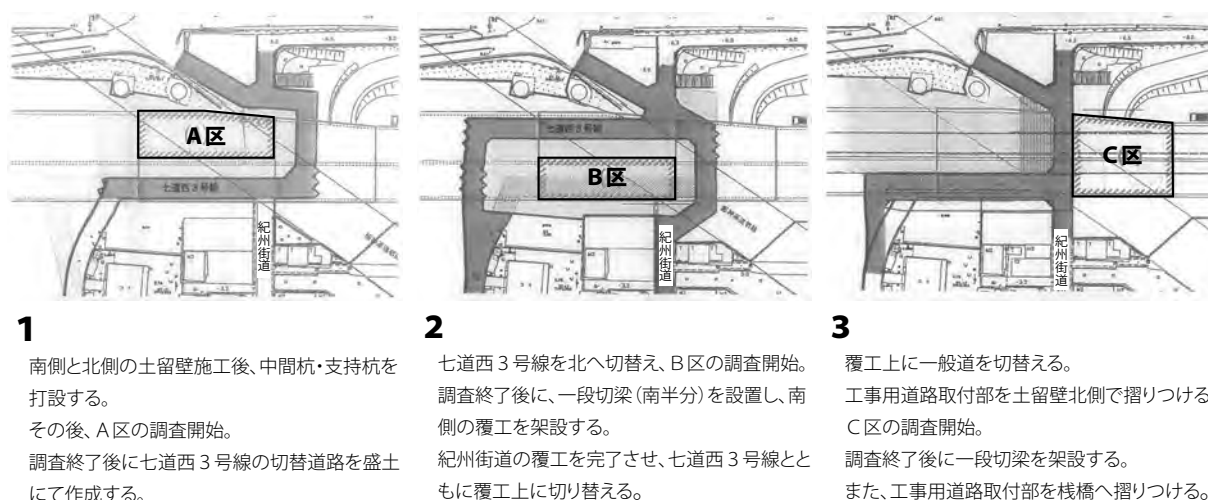 A区
七道西3号線
紀州街道
七道西3号線
B区
紀州街道
C区
紀州街道
1
南側と北側の土留壁施工後、中間杭・支持杭を
打設する。
その後、A区の調査開始。
調査終了後に七道西3号線の切替道路を盛土
にて作成する。
2
七道西3号線を北へ切替え、B区の調査開始。
調査終了後に、一段切梁(南半分)を設置し、南
側の覆工を架設する。
紀州街道の覆工を完了させ、七道西3号線とと
もに覆工上に切り替える。
3
覆工上に一般道を切替える。
工事用道路取付部を土留壁北側で摺りつける
C区の調査開始。
調査終了後に一段切梁を架設する。
また、工事用道路取付部を桟橋へ摺りつける。